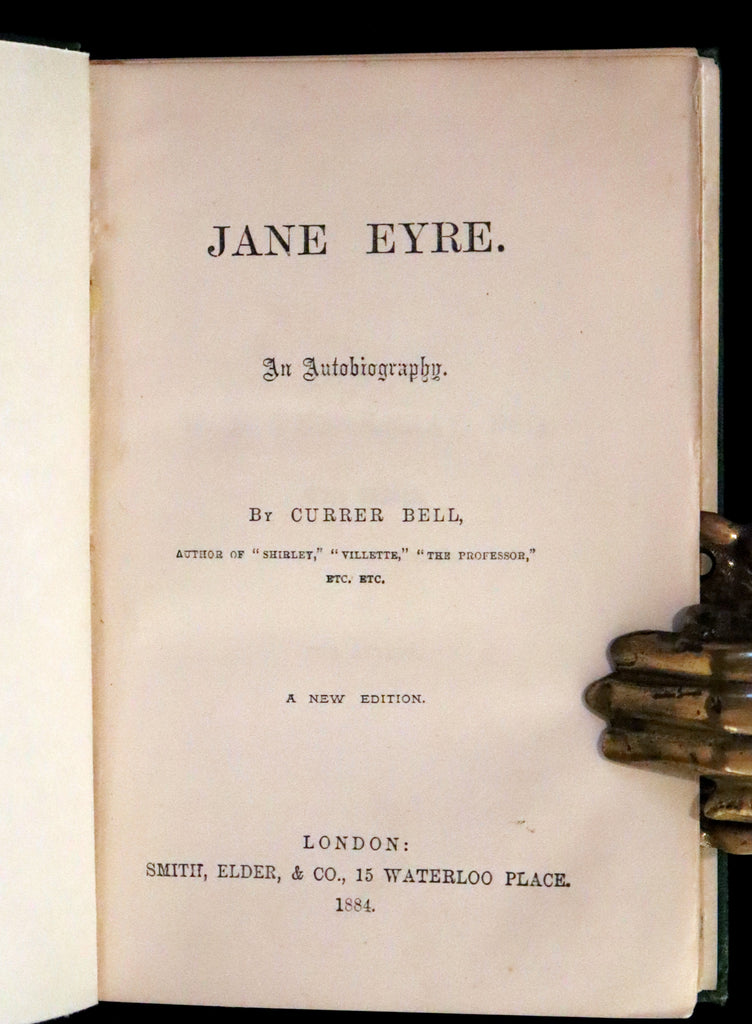 JANE EYRE.
An Autobiography.
By CURRER BELL,
AUTHOR OF "SHIRLEY," "VILLETTE," "THE PROFESSOR,"
ETC. ETC.
A NEW EDITION.
LONDON:
SMITH, ELDER, & CO., 15 WATERLOO PLACE.
1884.